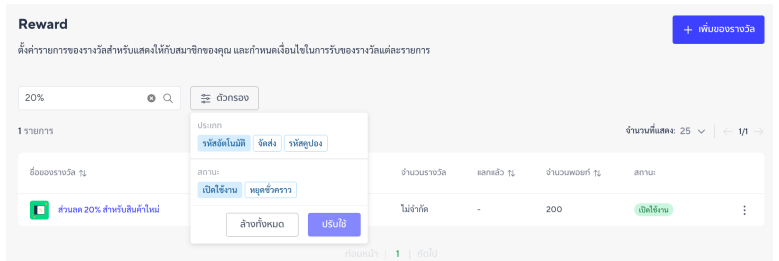 Reward
+ เพิ่มของรางวัล
ตั้งค่ารายการของรางวัลสำหรับแสดงให้กับสมาชิกของคุณ และกำหนดเงื่อนไขในการรับของรางวัลแต่ละรายการ
20%
ตัวกรอง
1 รายการ
จำนวนที่แสดง: 25
1/1
ประเภท
รหัสอัตโนมัติ จัดส่ง รหัสคูปอง
สถานะ
เปิดใช้งาน หยุดชั่วคราว
ล้างทั้งหมด ปรับใช้
ชื่อของรางวัล จำนวนรางวัล แลกแล้ว จำนวนพอยท์ สถานะ
ส่วนลด 20% สำหรับสินค้าใหม่ ไม่จำกัด - 200 เปิดใช้งาน
ก่อนหน้า | 1 | ถัดไป